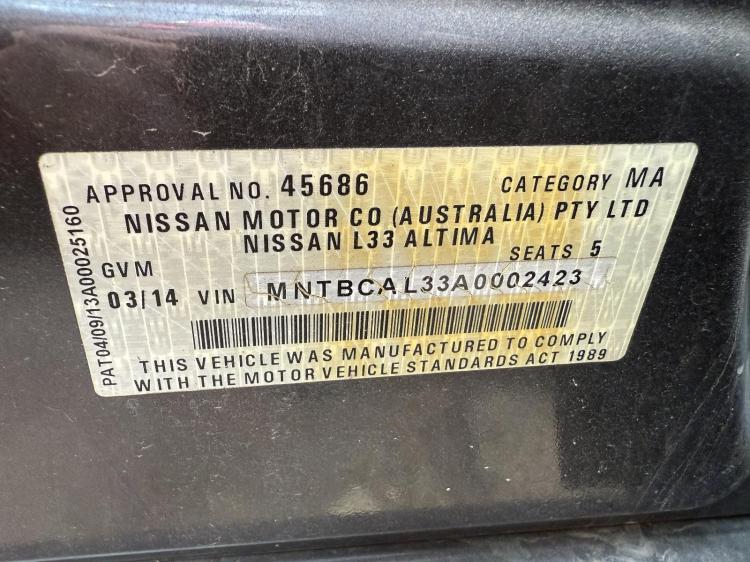 APPROVAL NO. 45686 CATEGORY MA
NISSAN MOTOR CO (AUSTRALIA) PTY LTD
NISSAN L33 ALTIMA
GVM SEATS 5
03/14 VIN MNTBCAL33A0002423
THIS VEHICLE WAS MANUFACTURED TO COMPLY
WITH THE MOTOR VEHICLE STANDARDS ACT 1989
PAT04/09/13A00025160